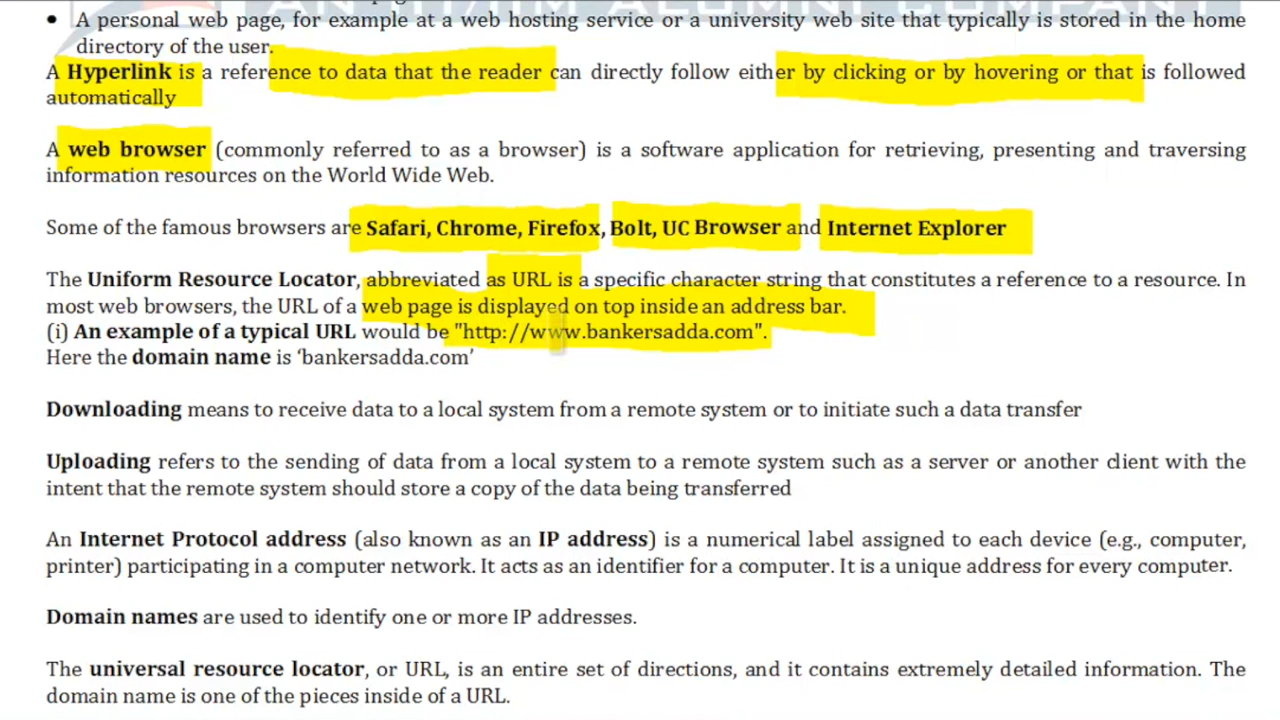 • A personal web page, for example at a web hosting service or a university web site that typically is stored in the home
directory of the user.
A Hyperlink is a reference to data that the reader can directly follow either by clicking or by hovering or that is followed
automatically
A web browser (commonly referred to as a browser) is a software application for retrieving, presenting and traversing
information resources on the World Wide Web.
Some of the famous browsers are Safari, Chrome, Firefox, Bolt, UC Browser and Internet Explorer
The Uniform Resource Locator, abbreviated as URL is a specific character string that constitutes a reference to a resource. In
most web browsers, the URL of a web page is displayed on top inside an address bar.
(i) An example of a typical URL would be "http://www.bankersadda.com".
Here the domain name is ‘bankersadda.com’
Downloading means to receive data to a local system from a remote system or to initiate such a data transfer
Uploading refers to the sending of data from a local system to a remote system such as a server or another client with the
intent that the remote system should store a copy of the data being transferred
An Internet Protocol address (also known as an IP address) is a numerical label assigned to each device (e.g., computer,
printer) participating in a computer network. It acts as an identifier for a computer. It is a unique address for every computer.
Domain names are used to identify one or more IP addresses.
The universal resource locator, or URL, is an entire set of directions, and it contains extremely detailed information. The
domain name is one of the pieces inside of a URL.